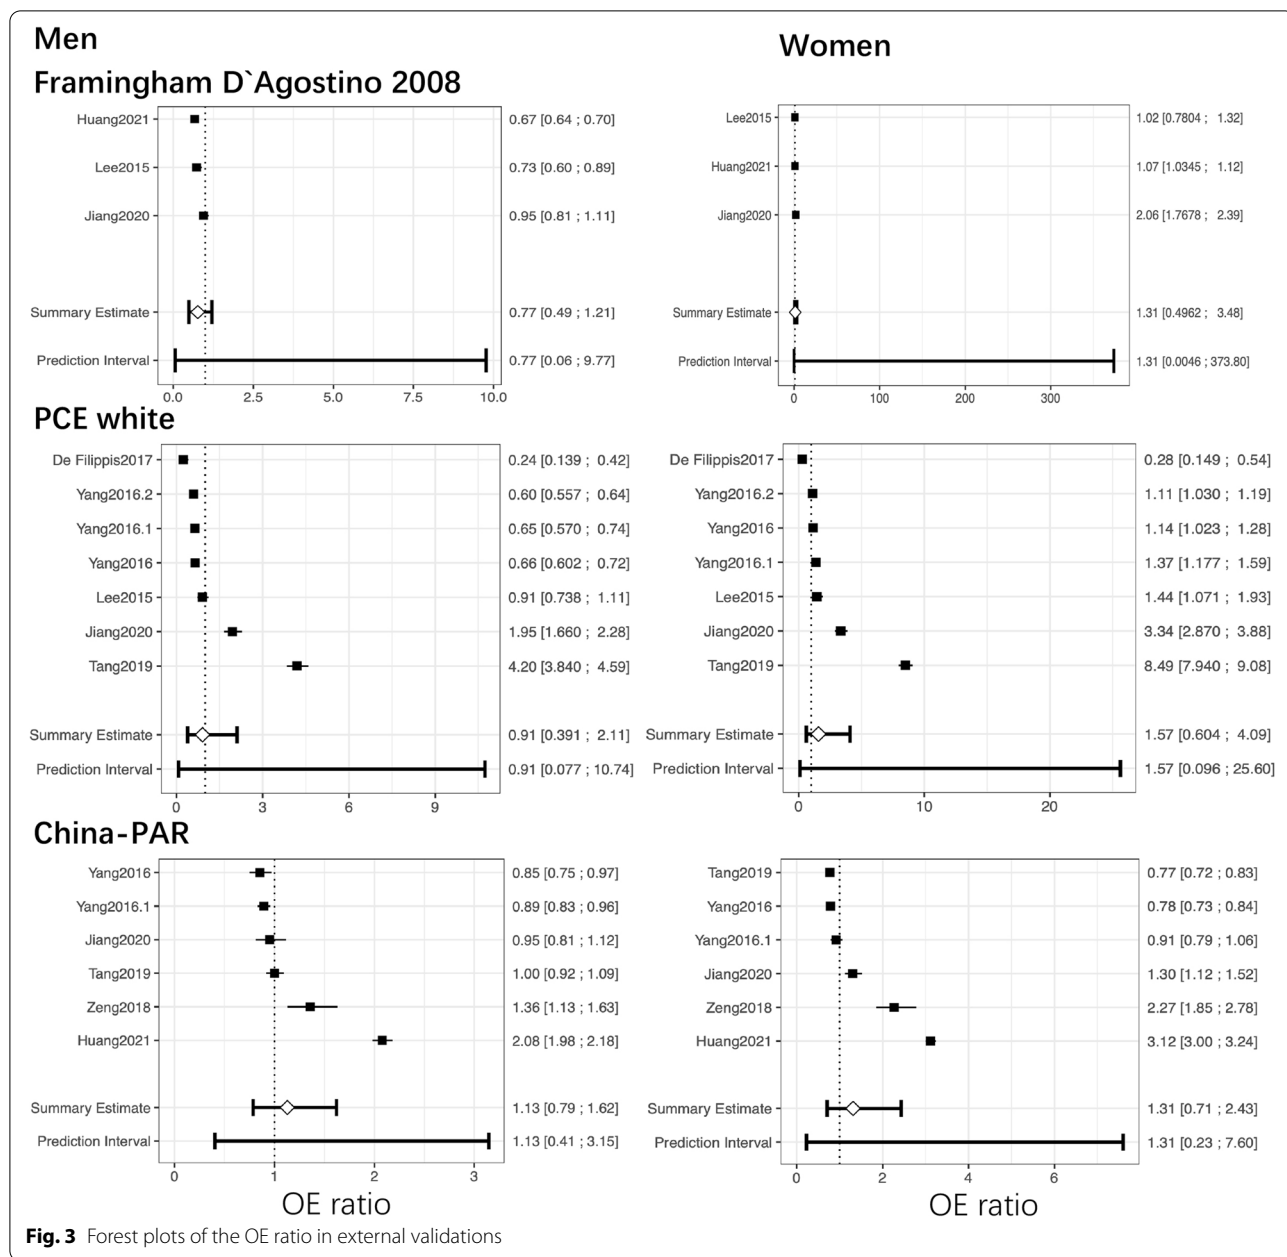 Men
Women
Framingham D`Agostino 2008
Huang2021 0.67 [0.64 ; 0.70]
Lee2015 0.73 [0.60 ; 0.89]
Jiang2020 0.95 [0.81 ; 1.11]
Summary Estimate 0.77 [0.49 ; 1.21]
Prediction Interval 0.77 [0.06 ; 9.77]
0.0 2.5 5.0 7.5 10.0
Lee2015 1.02 [0.7804 ; 1.32]
Huang2021 1.07 [1.0345 ; 1.12]
Jiang2020 2.06 [1.7678 ; 2.39]
Summary Estimate 1.31 [0.4962 ; 3.48]
Prediction Interval 1.31 [0.0046 ; 373.80]
0 100 200 300
PCE white
De Filippis2017 0.24 [0.139 ; 0.42]
Yang2016.2 0.60 [0.557 ; 0.64]
Yang2016.1 0.65 [0.570 ; 0.74]
Yang2016 0.66 [0.602 ; 0.72]
Lee2015 0.91 [0.738 ; 1.11]
Jiang2020 1.95 [1.660 ; 2.28]
Tang2019 4.20 [3.840 ; 4.59]
Summary Estimate 0.91 [0.391 ; 2.11]
Prediction Interval 0.91 [0.077 ; 10.74]
0 3 6 9
De Filippis2017 0.28 [0.149 ; 0.54]
Yang2016.2 1.11 [1.030 ; 1.19]
Yang2016 1.14 [1.023 ; 1.28]
Yang2016.1 1.37 [1.177 ; 1.59]
Lee2015 1.44 [1.071 ; 1.93]
Jiang2020 3.34 [2.870 ; 3.88]
Tang2019 8.49 [7.940 ; 9.08]
Summary Estimate 1.57 [0.604 ; 4.09]
Prediction Interval 1.57 [0.096 ; 25.60]
0 10 20
China-PAR
Yang2016 0.85 [0.75 ; 0.97]
Yang2016.1 0.89 [0.83 ; 0.96]
Jiang2020 0.95 [0.81 ; 1.12]
Tang2019 1.00 [0.92 ; 1.09]
Zeng2018 1.36 [1.13 ; 1.63]
Huang2021 2.08 [1.98 ; 2.18]
Summary Estimate 1.13 [0.79 ; 1.62]
Prediction Interval 1.13 [0.41 ; 3.15]
0 1 2 3
OE ratio
Tang2019 0.77 [0.72 ; 0.83]
Yang2016 0.78 [0.73 ; 0.84]
Yang2016.1 0.91 [0.79 ; 1.06]
Jiang2020 1.30 [1.12 ; 1.52]
Zeng2018 2.27 [1.85 ; 2.78]
Huang2021 3.12 [3.00 ; 3.24]
Summary Estimate 1.31 [0.71 ; 2.43]
Prediction Interval 1.31 [0.23 ; 7.60]
0 2 4 6
OE ratio
Fig. 3 Forest plots of the OE ratio in external validations